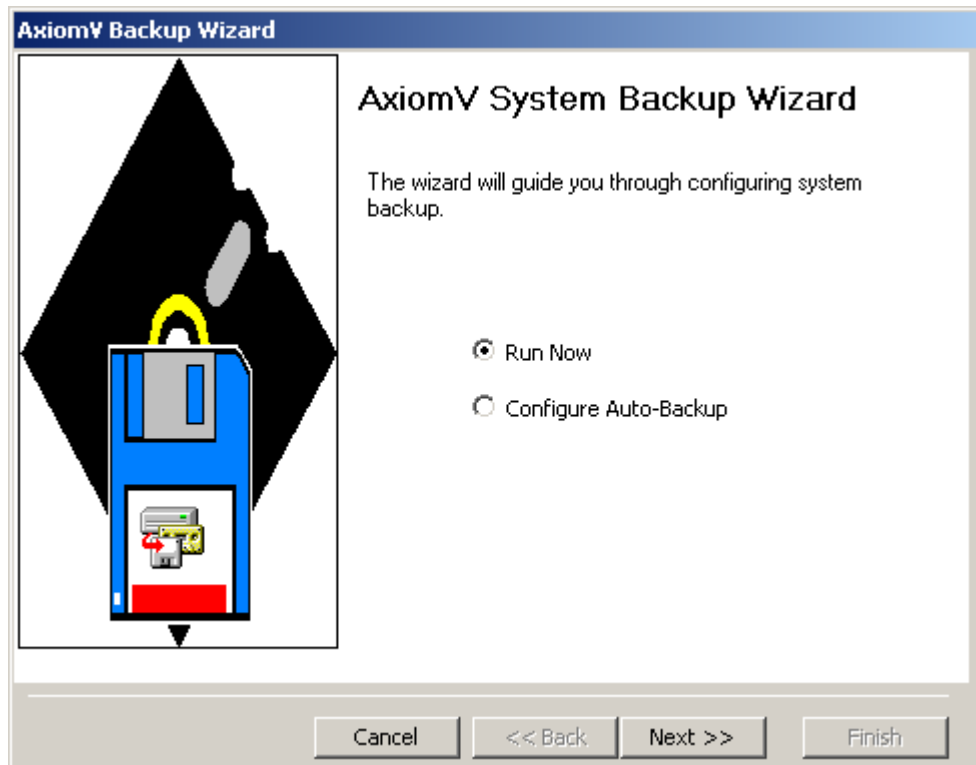 AxiomV Backup Wizard
AxiomV System Backup Wizard
The wizard will guide you through configuring system
backup.
Run Now
Configure Auto-Backup
Cancel
<< Back
Next >>
Finish